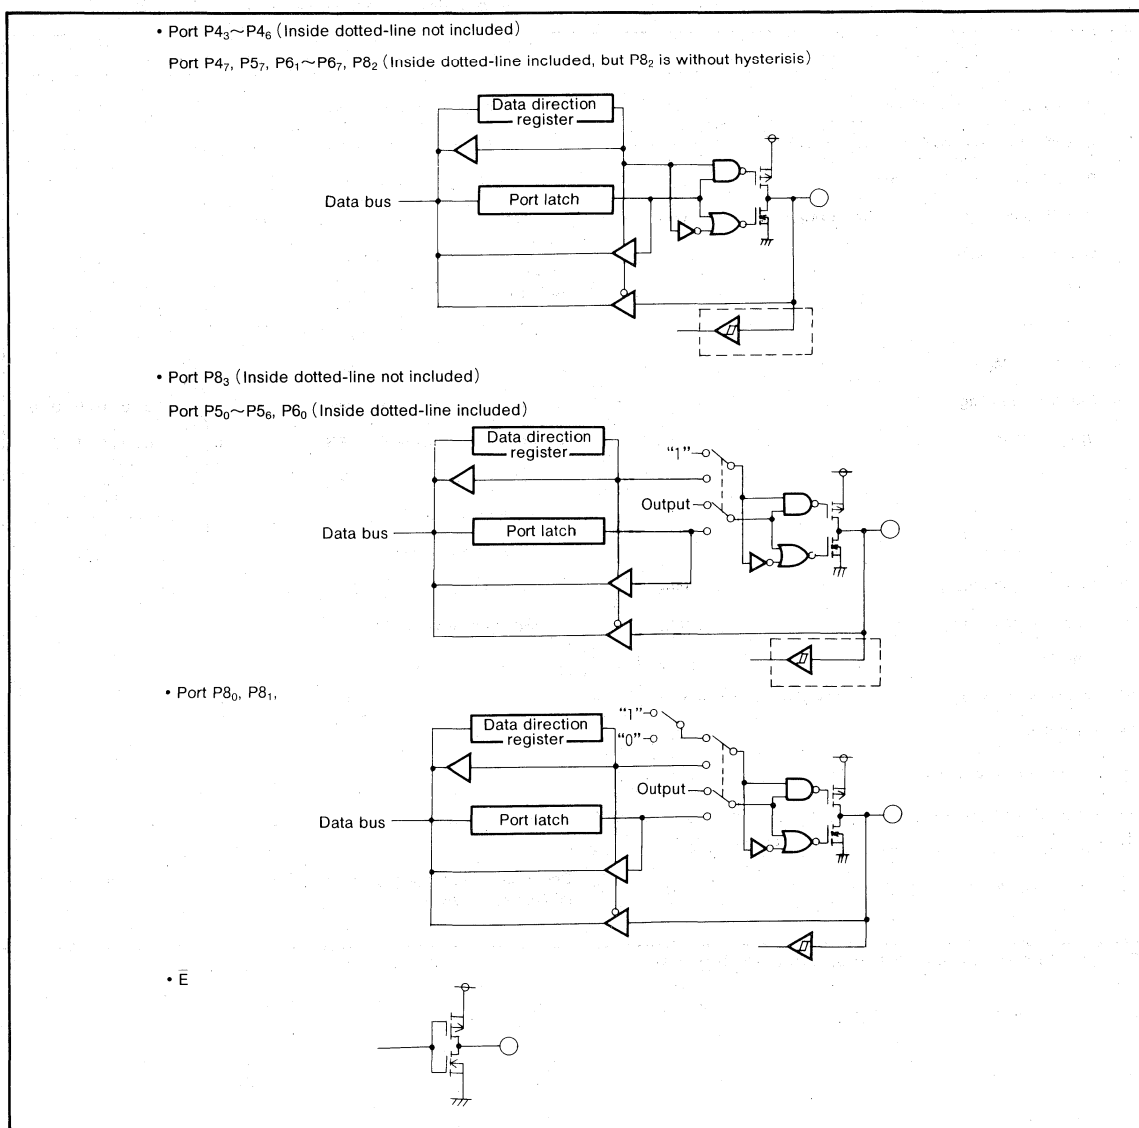 • Port P4₃～P4₆ (Inside dotted-line not included)
Port P4₇, P5₇, P6₁～P6₇, P8₂ (Inside dotted-line included, but P8₂ is without hysterisis)
Data direction
register
Data bus
Port latch
• Port P8₃ (Inside dotted-line not included)
Port P5₀～P5₆, P6₀ (Inside dotted-line included)
Data direction
register
"1"
Output
Data bus
Port latch
• Port P8₀, P8₁,
"1"
Data direction
register
"0"
Output
Data bus
Port latch
• E̅